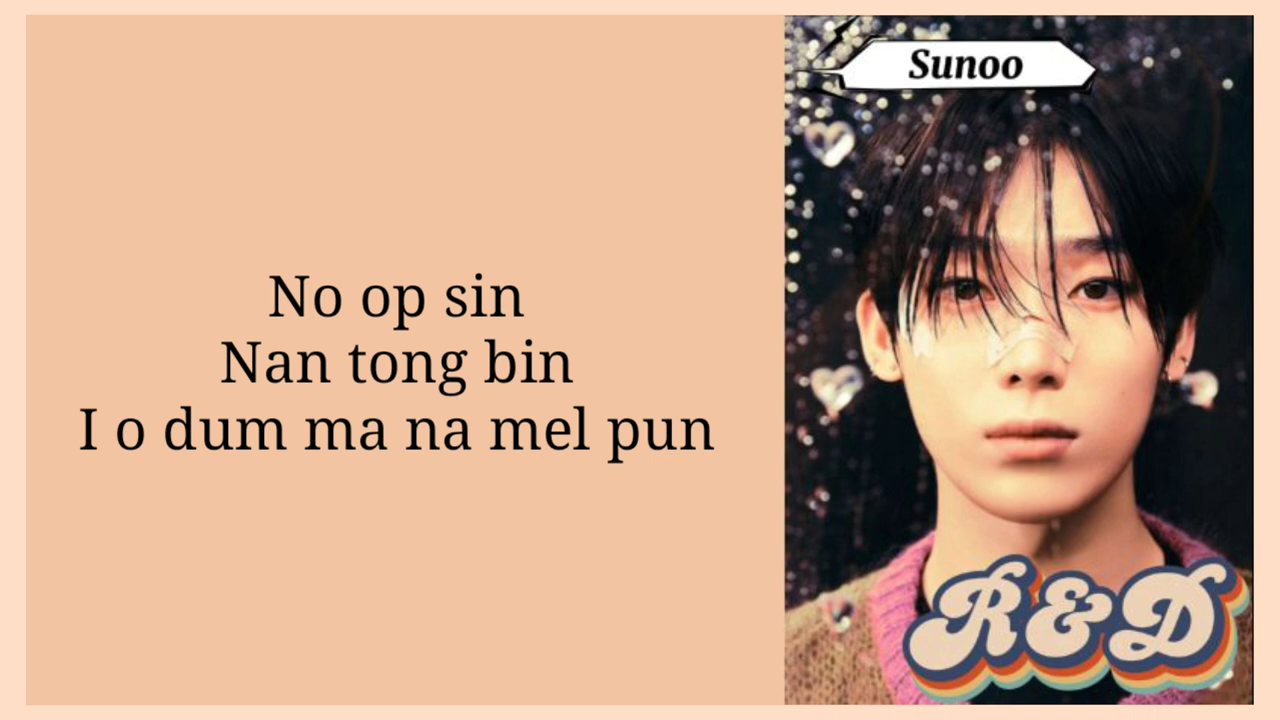 Sunoo
No op sin
Nan tong bin
I o dum ma na mel pun
R&D